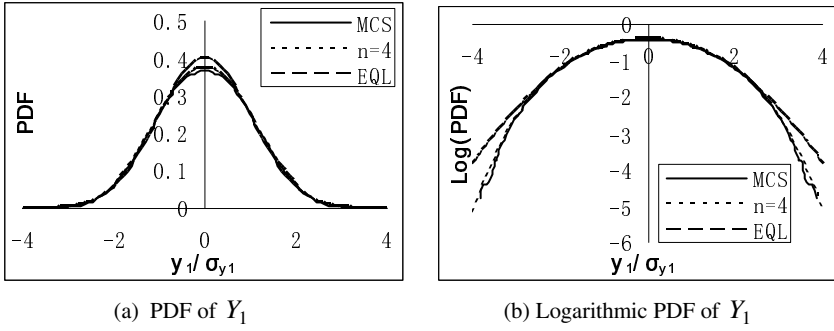 0.5
0.4
0.3
0.2
0.1
0
-4
-2
0
2
4
PDF
y1/σy1
MCS
n=4
EQL
(a) PDF of Y1
0
-4
-2
0
2
4
-1
-2
-3
-4
-5
-6
Log(PDF)
y1/σy1
MCS
n=4
EQL
(b) Logarithmic PDF of Y1